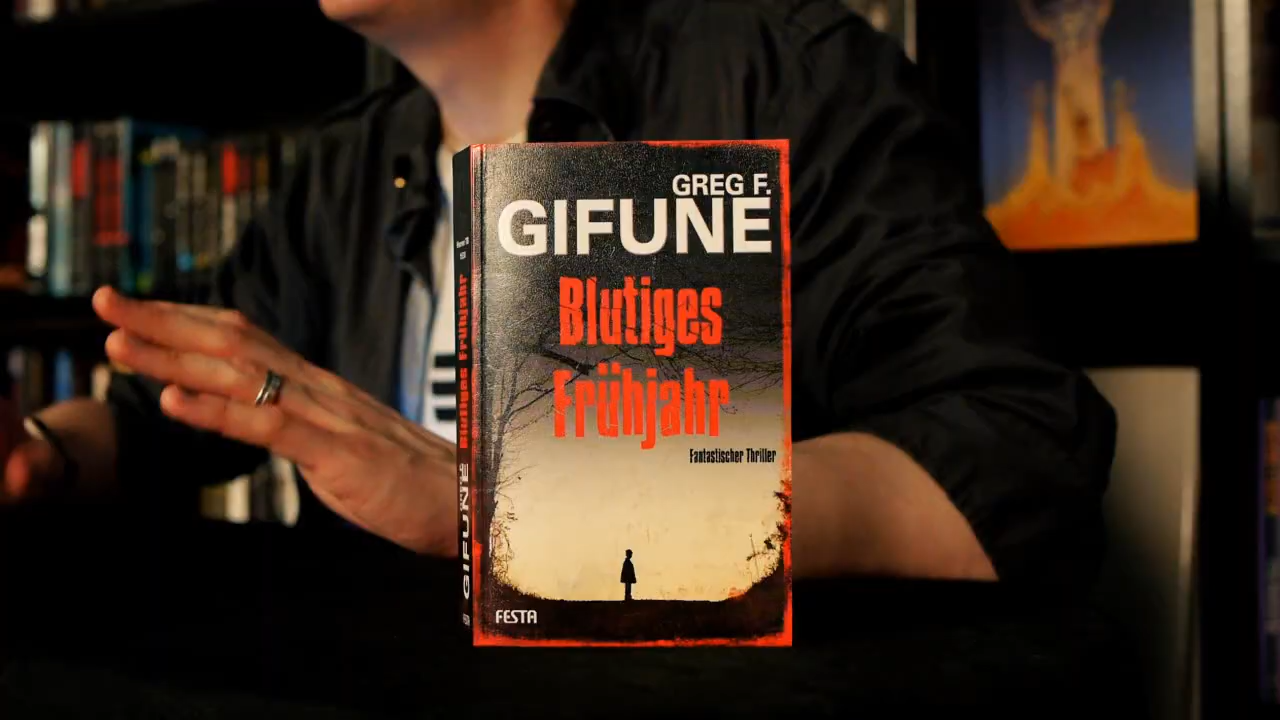 GREG F.
GIFUNE
Blutiges
Frühjahr
Fantastischer Thriller
FESTA
Blutiges Frühjahr
GIFUNE